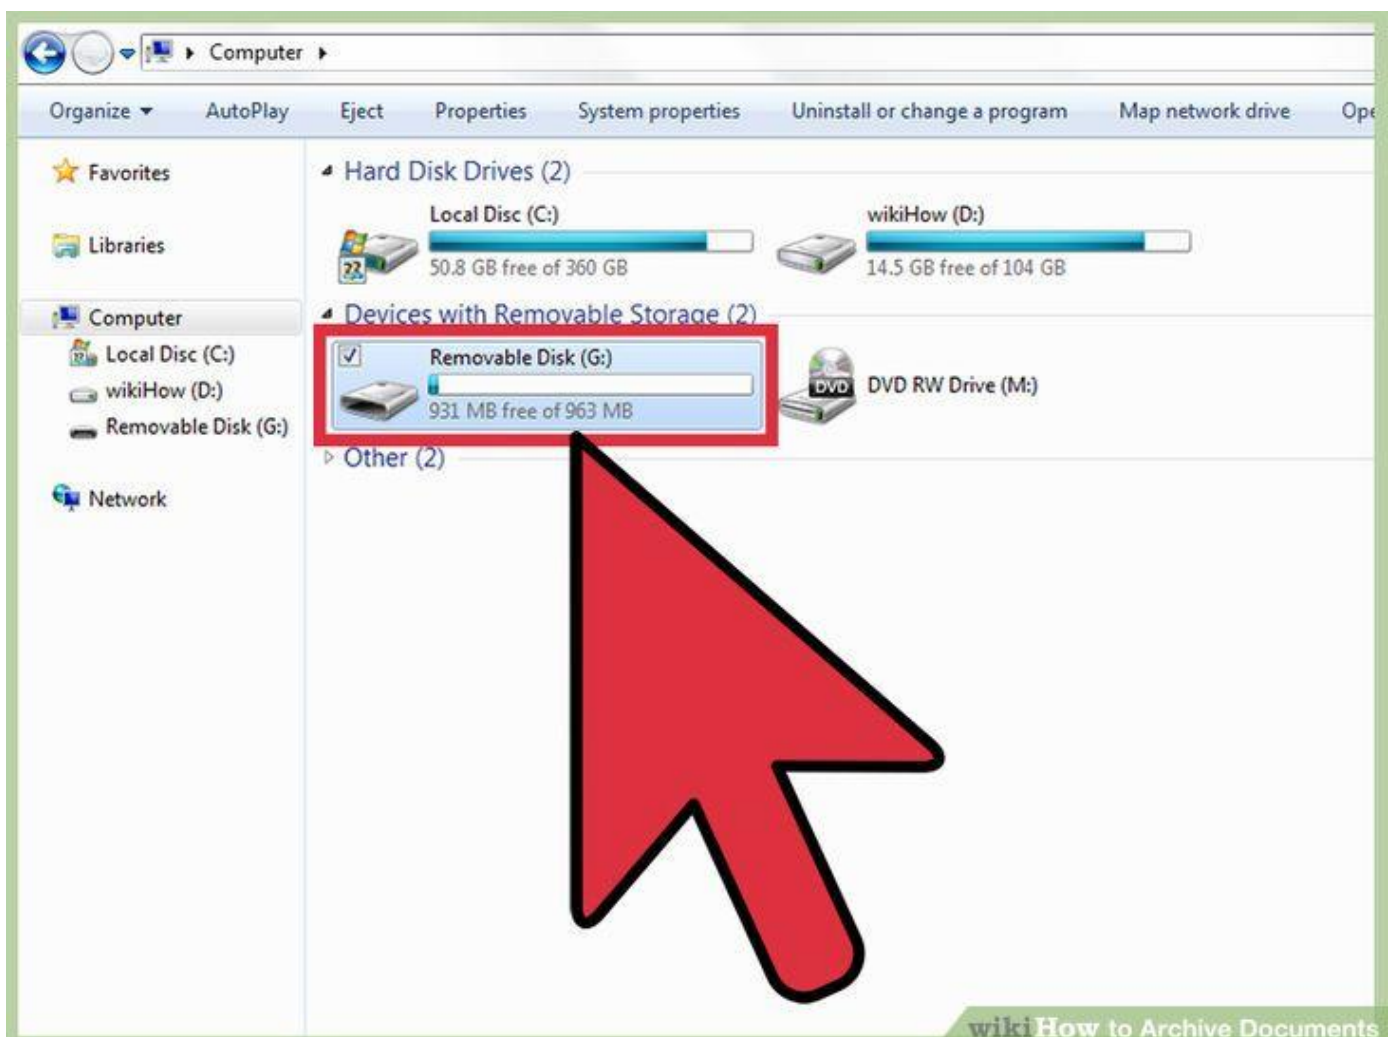 Computer
Organize AutoPlay Eject Properties System properties Uninstall or change a program Map network drive Ope
Favorites
Libraries
Computer
Local Disc (C:)
wikiHow (D:)
Removable Disk (G:)
Network
Hard Disk Drives (2)
Local Disc (C:)
50.8 GB free of 360 GB
wikiHow (D:)
14.5 GB free of 104 GB
Devices with Removable Storage (2)
Removable Disk (G:)
931 MB free of 963 MB
DVD
DVD RW Drive (M:)
Other (2)
wikiHow to Archive Documents